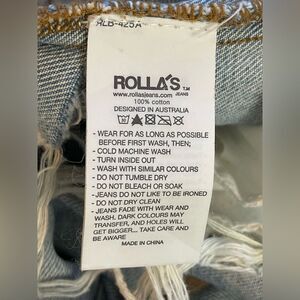 RLB-425A
ROLLA'S TM
www.rollasjeans.com JEANS
100% cotton
DESIGNED IN AUSTRALIA
- WEAR FOR AS LONG AS POSSIBLE
BEFORE FIRST WASH, THEN;
- COLD MACHINE WASH
- TURN INSIDE OUT
- WASH WITH SIMILAR COLOURS
- DO NOT TUMBLE DRY
- DO NOT BLEACH OR SOAK
- JEANS DO NOT LIKE TO BE IRONED
- DO NOT DRY CLEAN
- JEANS FADE WITH WEAR AND
WASH, DARK COLOURS MAY
TRANSFER, AND HOLES WILL
GET BIGGER... TAKE CARE AND
BE AWARE
MADE IN CHINA